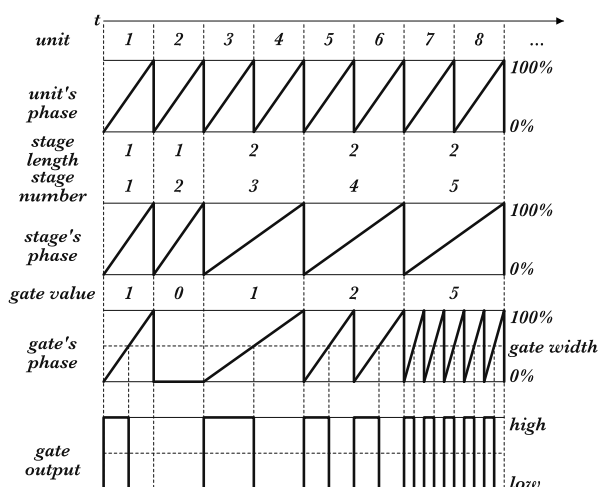 t
unit 1 2 3 4 5 6 7 8 ...
100%
unit's
phase
0%
stage
length 1 1 2 2 2
stage
number 1 2 3 4 5
100%
stage's
phase
0%
gate value 1 0 1 2 5
100%
gate's
phase
gate width
0%
high
gate
output
low